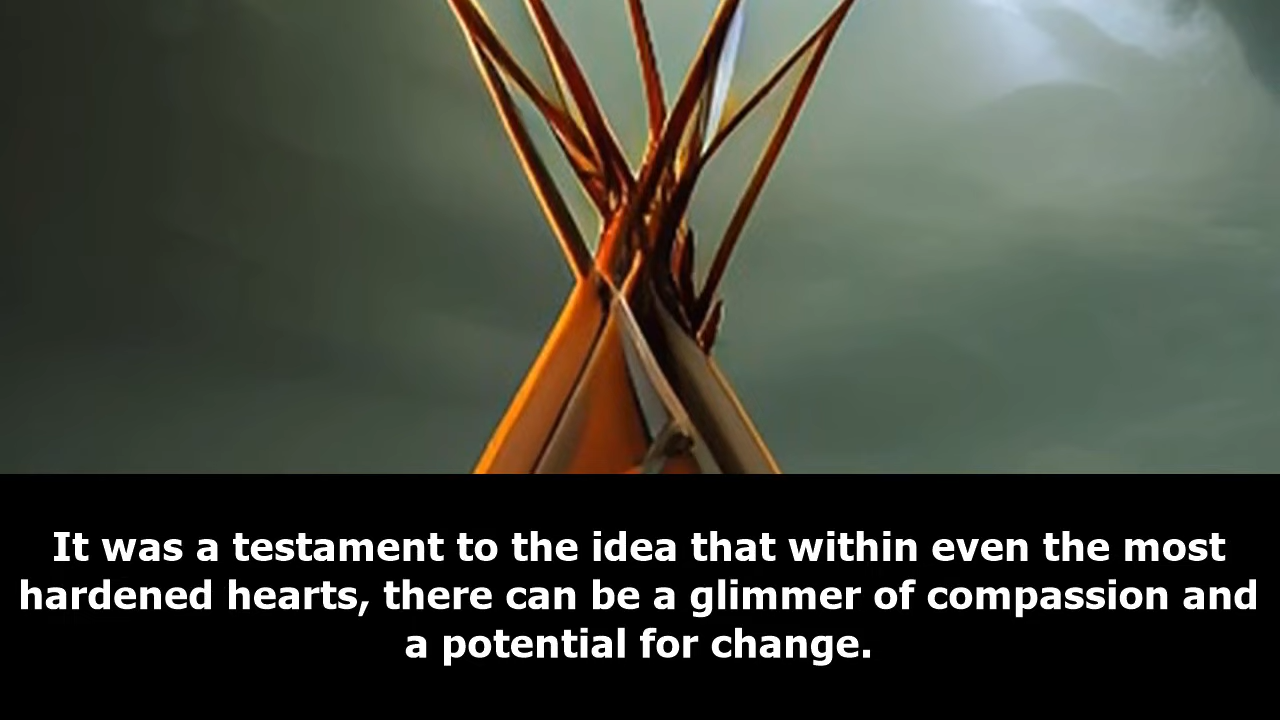 It was a testament to the idea that within even the most
hardened hearts, there can be a glimmer of compassion and
a potential for change.